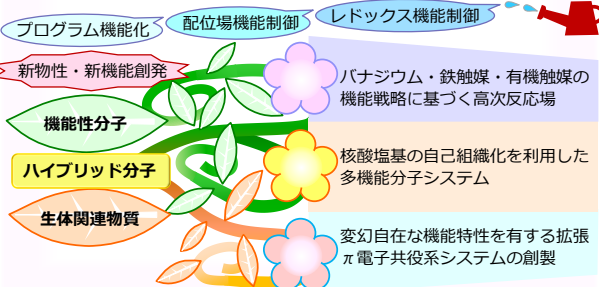 プログラム機能化
配位場機能制御
レドックス機能制御
新物性・新機能創発
機能性分子
ハイブリッド分子
生体関連物質
バナジウム・鉄触媒・有機触媒の
機能戦略に基づく高次反応場
核酸塩基の自己組織化を利用した
多機能分子システム
変幻自在な機能特性を有する拡張
π電子共役系システムの創製